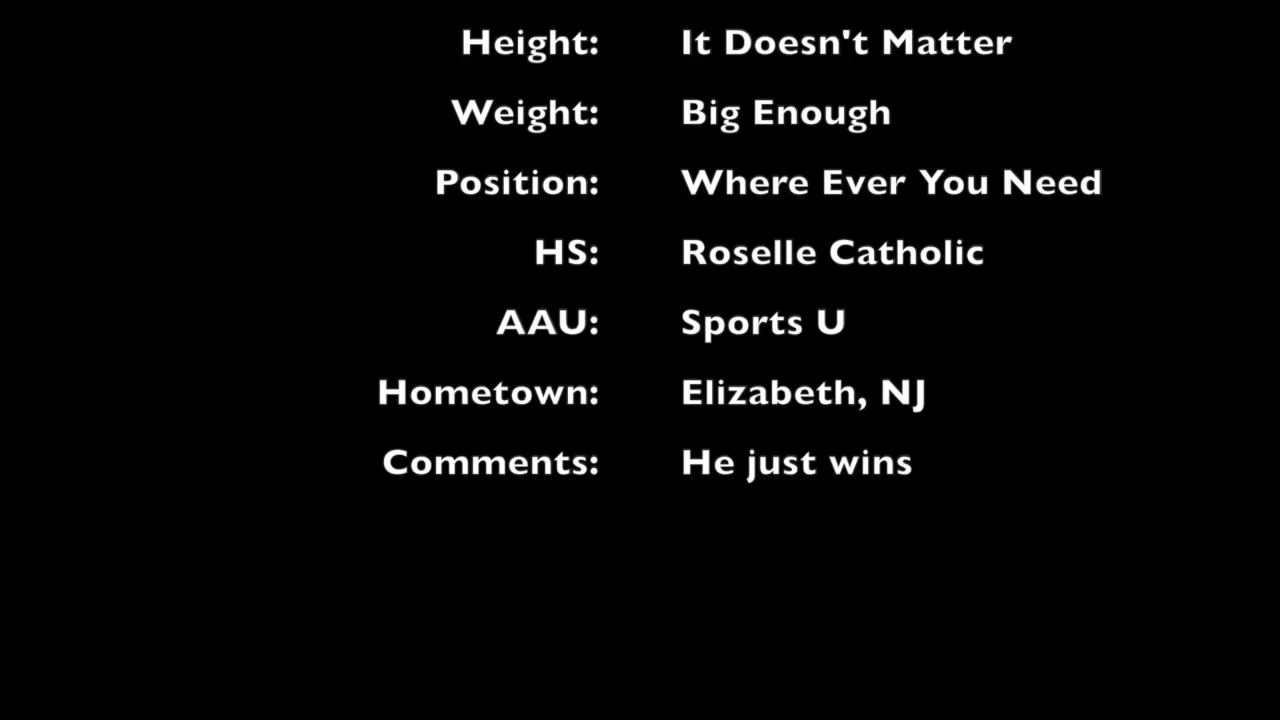 Height: It Doesn't Matter
Weight: Big Enough
Position: Where Ever You Need
HS: Roselle Catholic
AAU: Sports U
Hometown: Elizabeth, NJ
Comments: He just wins